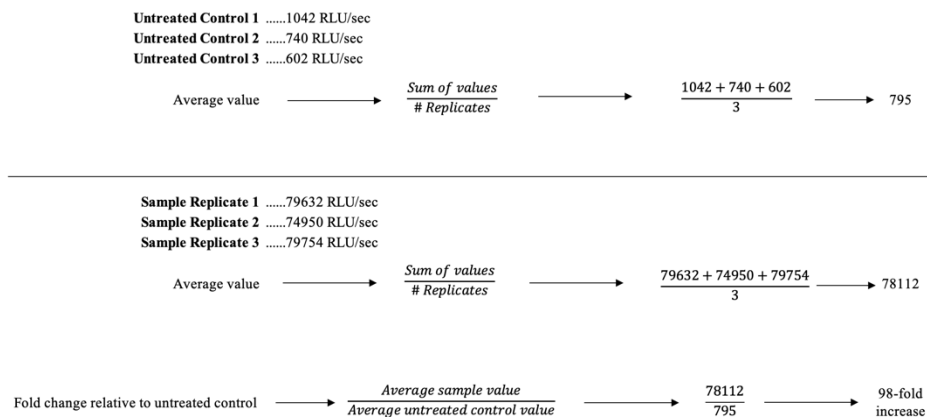 Untreated Control 1 ......1042 RLU/sec
Untreated Control 2 ......740 RLU/sec
Untreated Control 3 ......602 RLU/sec
Average value
Sum of values
# Replicates
1042 + 740 + 602
3
795
Sample Replicate 1 ......79632 RLU/sec
Sample Replicate 2 ......74950 RLU/sec
Sample Replicate 3 ......79754 RLU/sec
Average value
Sum of values
# Replicates
79632 + 74950 + 79754
3
78112
Fold change relative to untreated control
Average sample value
Average untreated control value
78112
795
98-fold
increase